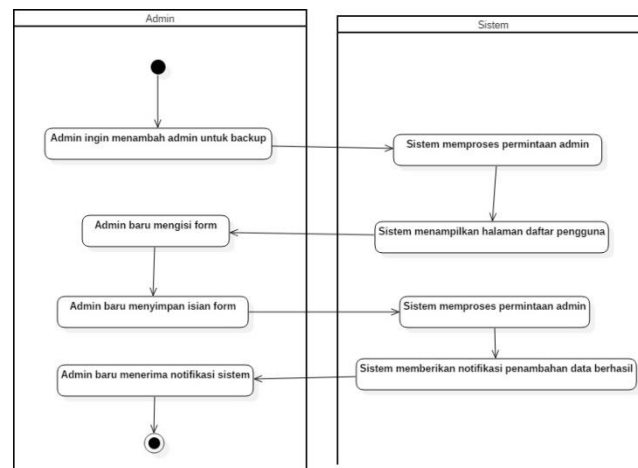 Admin
Sistem
Admin ingin menambah admin untuk backup
Sistem memproses permintaan admin
Sistem menampilkan halaman daftar pengguna
Admin baru mengisi form
Admin baru menyimpan isian form
Sistem memproses permintaan admin
Sistem memberikan notifikasi penambahan data berhasil
Admin baru menerima notifikasi sistem